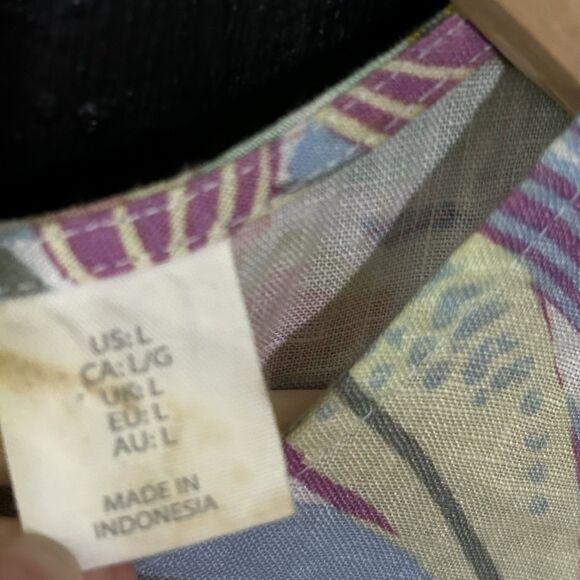 US: L
CA: L/G
UK: L
EU: L
AU: L
MADE IN
INDONESIA